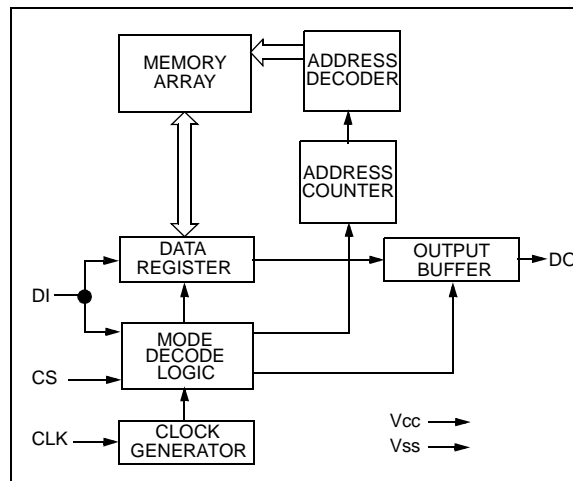 MEMORY
ARRAY
ADDRESS
DECODER
ADDRESS
COUNTER
DATA
REGISTER
OUTPUT
BUFFER
DO
DI
MODE
DECODE
LOGIC
CS
CLK
CLOCK
GENERATOR
Vcc
Vss